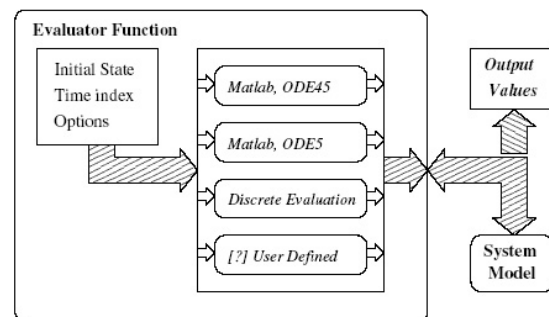 Evaluator Function
Initial State
Time index
Options
Matlab, ODE45
Matlab, ODE5
Discrete Evaluation
[?] User Defined
Output
Values
System
Model